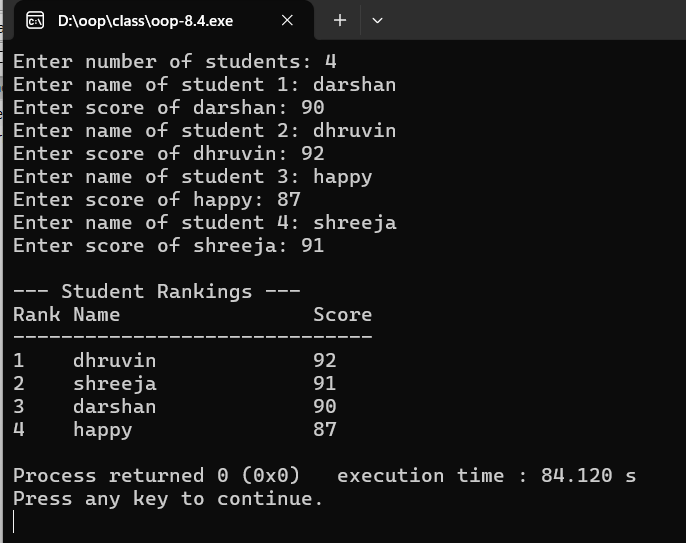 D:\oop\class\oop-8.4.exe
Enter number of students: 4
Enter name of student 1: darshan
Enter score of darshan: 90
Enter name of student 2: dhruvin
Enter score of dhruvin: 92
Enter name of student 3: happy
Enter score of happy: 87
Enter name of student 4: shreeja
Enter score of shreeja: 91
--- Student Rankings ---
Rank Name                Score
------------------------------
1    dhruvin             92
2    shreeja             91
3    darshan             90
4    happy               87
Process returned 0 (0x0)   execution time : 84.120 s
Press any key to continue.